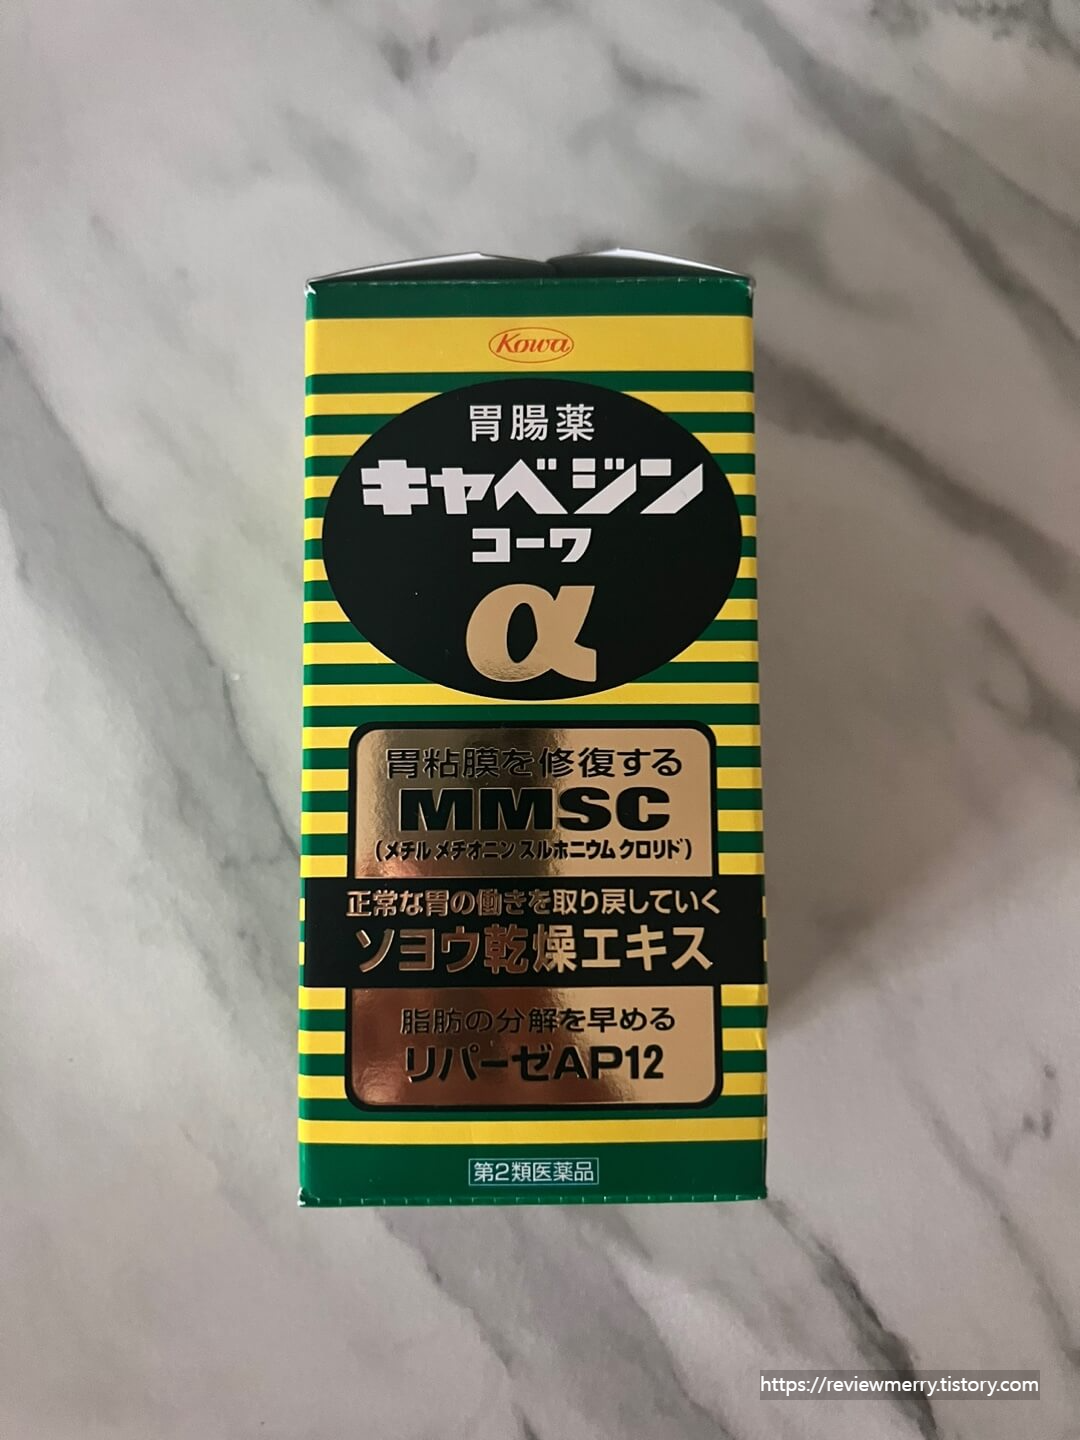 Kowa
胃腸薬
キャベジン
コーワ
α
胃粘膜を修復する
MMSC
(メチルメチオニンスルホニウムクロリド)
正常な胃の働きを取り戻していく
ソヨウ乾燥エキス
脂肪の分解を早める
リパーゼAP12
第2類医薬品
https://reviewmerry.tistory.com